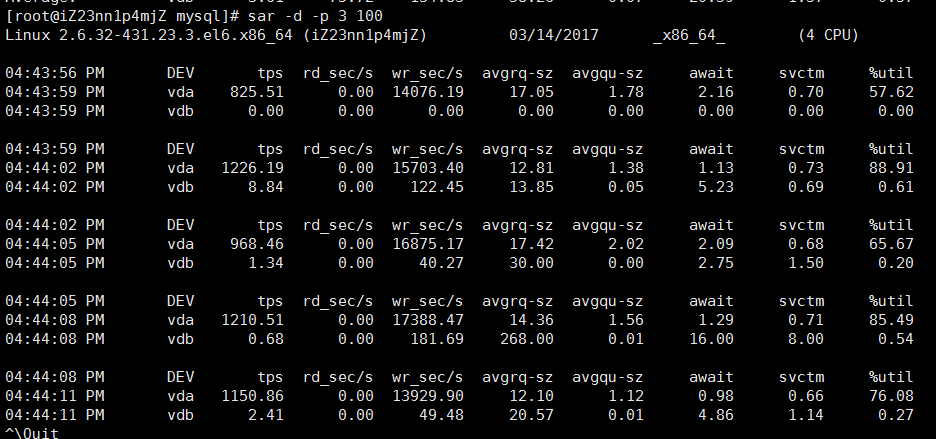 [root@iZ23nn1p4mjZ mysql]# sar -d -p 3 100
Linux 2.6.32-431.23.3.el6.x86_64 (iZ23nn1p4mjZ) 03/14/2017 _x86_64_ (4 CPU)
04:43:56 PM DEV tps rd_sec/s wr_sec/s avgrq-sz avgqu-sz await svctm %util
04:43:59 PM vda 825.51 0.00 14076.19 17.05 1.78 2.16 0.70 57.62
04:43:59 PM vdb 0.00 0.00 0.00 0.00 0.00 0.00 0.00 0.00
04:43:59 PM DEV tps rd_sec/s wr_sec/s avgrq-sz avgqu-sz await svctm %util
04:44:02 PM vda 1226.19 0.00 15703.40 12.81 1.38 1.13 0.73 88.91
04:44:02 PM vdb 8.84 0.00 122.45 13.85 0.05 5.23 0.69 0.61
04:44:02 PM DEV tps rd_sec/s wr_sec/s avgrq-sz avgqu-sz await svctm %util
04:44:05 PM vda 968.46 0.00 16875.17 17.42 2.02 2.09 0.68 65.67
04:44:05 PM vdb 1.34 0.00 40.27 30.00 0.00 2.75 1.50 0.20
04:44:05 PM DEV tps rd_sec/s wr_sec/s avgrq-sz avgqu-sz await svctm %util
04:44:08 PM vda 1210.51 0.00 17388.47 14.36 1.56 1.29 0.71 85.49
04:44:08 PM vdb 0.68 0.00 181.69 268.00 0.01 16.00 8.00 0.54
04:44:08 PM DEV tps rd_sec/s wr_sec/s avgrq-sz avgqu-sz await svctm %util
04:44:11 PM vda 1150.86 0.00 13929.90 12.10 1.12 0.98 0.66 76.08
04:44:11 PM vdb 2.41 0.00 49.48 20.57 0.01 4.86 1.14 0.27
^\Quit